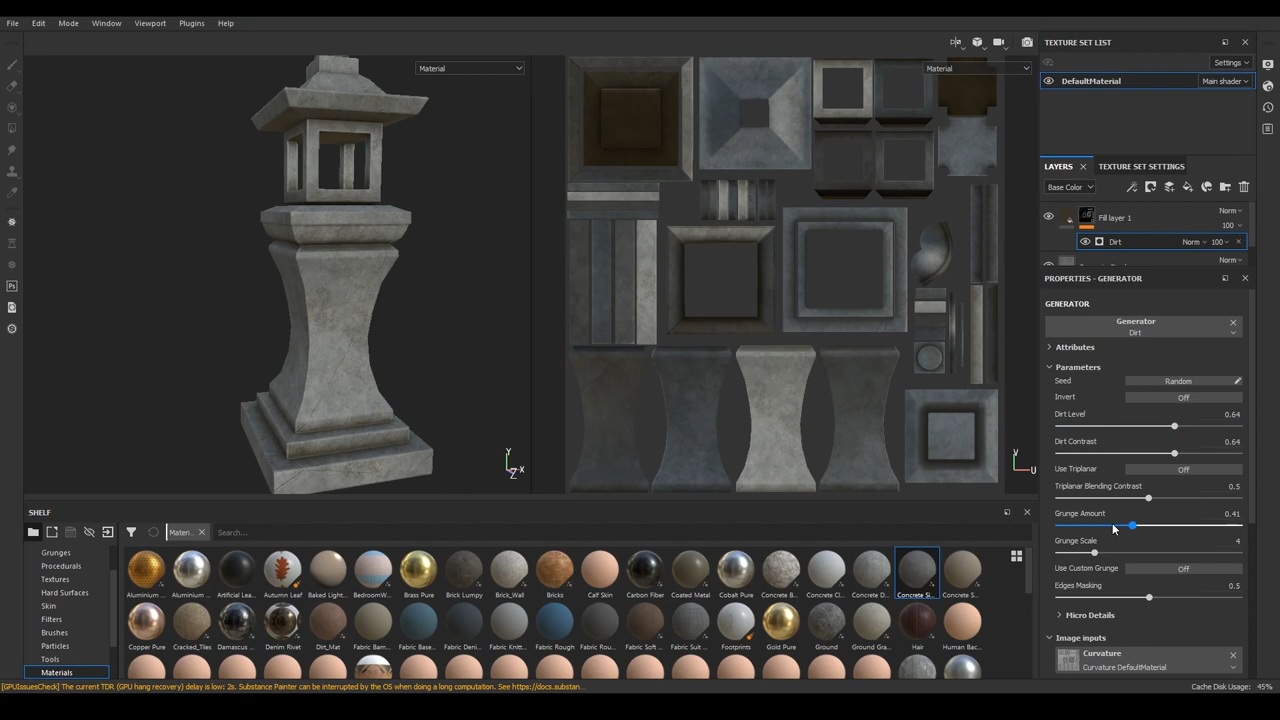 File Edit Mode Window Viewport Plugins Help
Material
Material
TEXTURE SET LIST
Settings
DefaultMaterial Main shader
LAYERS TEXTURE SET SETTINGS
Base Color
Fill layer 1 Norm
100
Dirt Norm 100
Norm
PROPERTIES - GENERATOR
GENERATOR
Generator
Dirt
Attributes
Parameters
Seed Random
Invert Off
Dirt Level 0.64
Dirt Contrast 0.64
Use Triplanar Off
Triplanar Blending Contrast 0.5
Grunge Amount 0.41
Grunge Scale 4
Use Custom Grunge Off
Edges Masking 0.5
Micro Details
Image inputs
Curvature
Curvature DefaultMaterial
Y
X
Z
V
U
SHELF
Materi... Search...
Grunges
Procedurals
Textures
Hard Surfaces
Skin
Filters
Brushes
Particles
Tools
Materials
Aluminium ... Aluminium ... Artificial Lea... Autumn Leaf Baked Light... BedroomW... Brass Pure Brick Lumpy Brick_Wall Bricks Calf Skin Carbon Fiber Coated Metal Cobalt Pure Concrete B... Concrete Cl... Concrete D... Concrete Si... Concrete S...
Copper Pure Cracked_Tiles Damascus ... Denim Rivet Dirt_Mat Fabric Bam... Fabric Base... Fabric Deni... Fabric Knitt... Fabric Rough Fabric Rou... Fabric Soft ... Fabric Suit ... Footprints Gold Pure Ground Ground Gra... Hair Human Bac...
Ps
[GPUIssuesCheck] The current TDR (GPU hang recovery) delay is low: 2s. Substance Painter can be interrupted by the OS when doing a long computation. See https://docs.substan...
Cache Disk Usage: 45%